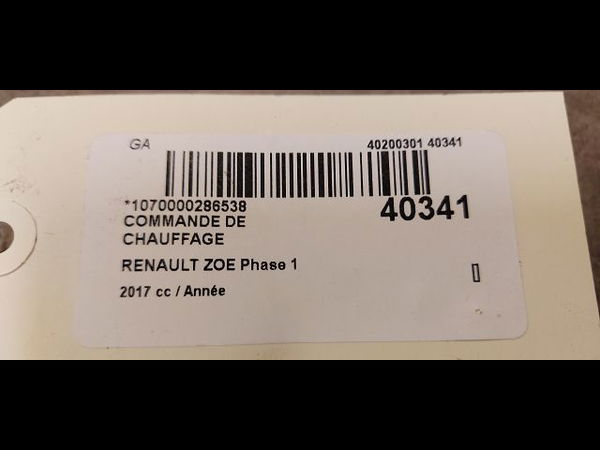 GA 40200301 40341
*1070000286538
40341
COMMANDE DE
CHAUFFAGE
RENAULT ZOE Phase 1
2017 cc / Année